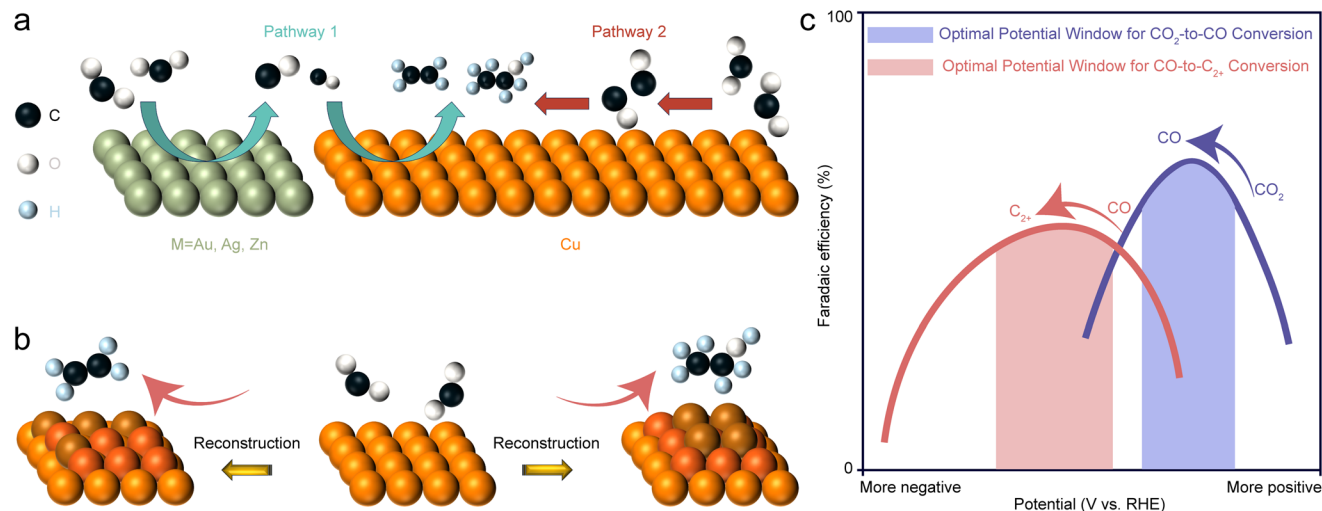 a
Pathway 1
Pathway 2
C
O
H
M=Au, Ag, Zn
Cu
b
Reconstruction
Reconstruction
c
100
Optimal Potential Window for CO₂-to-CO Conversion
Optimal Potential Window for CO-to-C₂₊ Conversion
Faradaic efficiency (%)
CO
CO₂
C₂₊
CO
0
More negative
More positive
Potential (V vs. RHE)